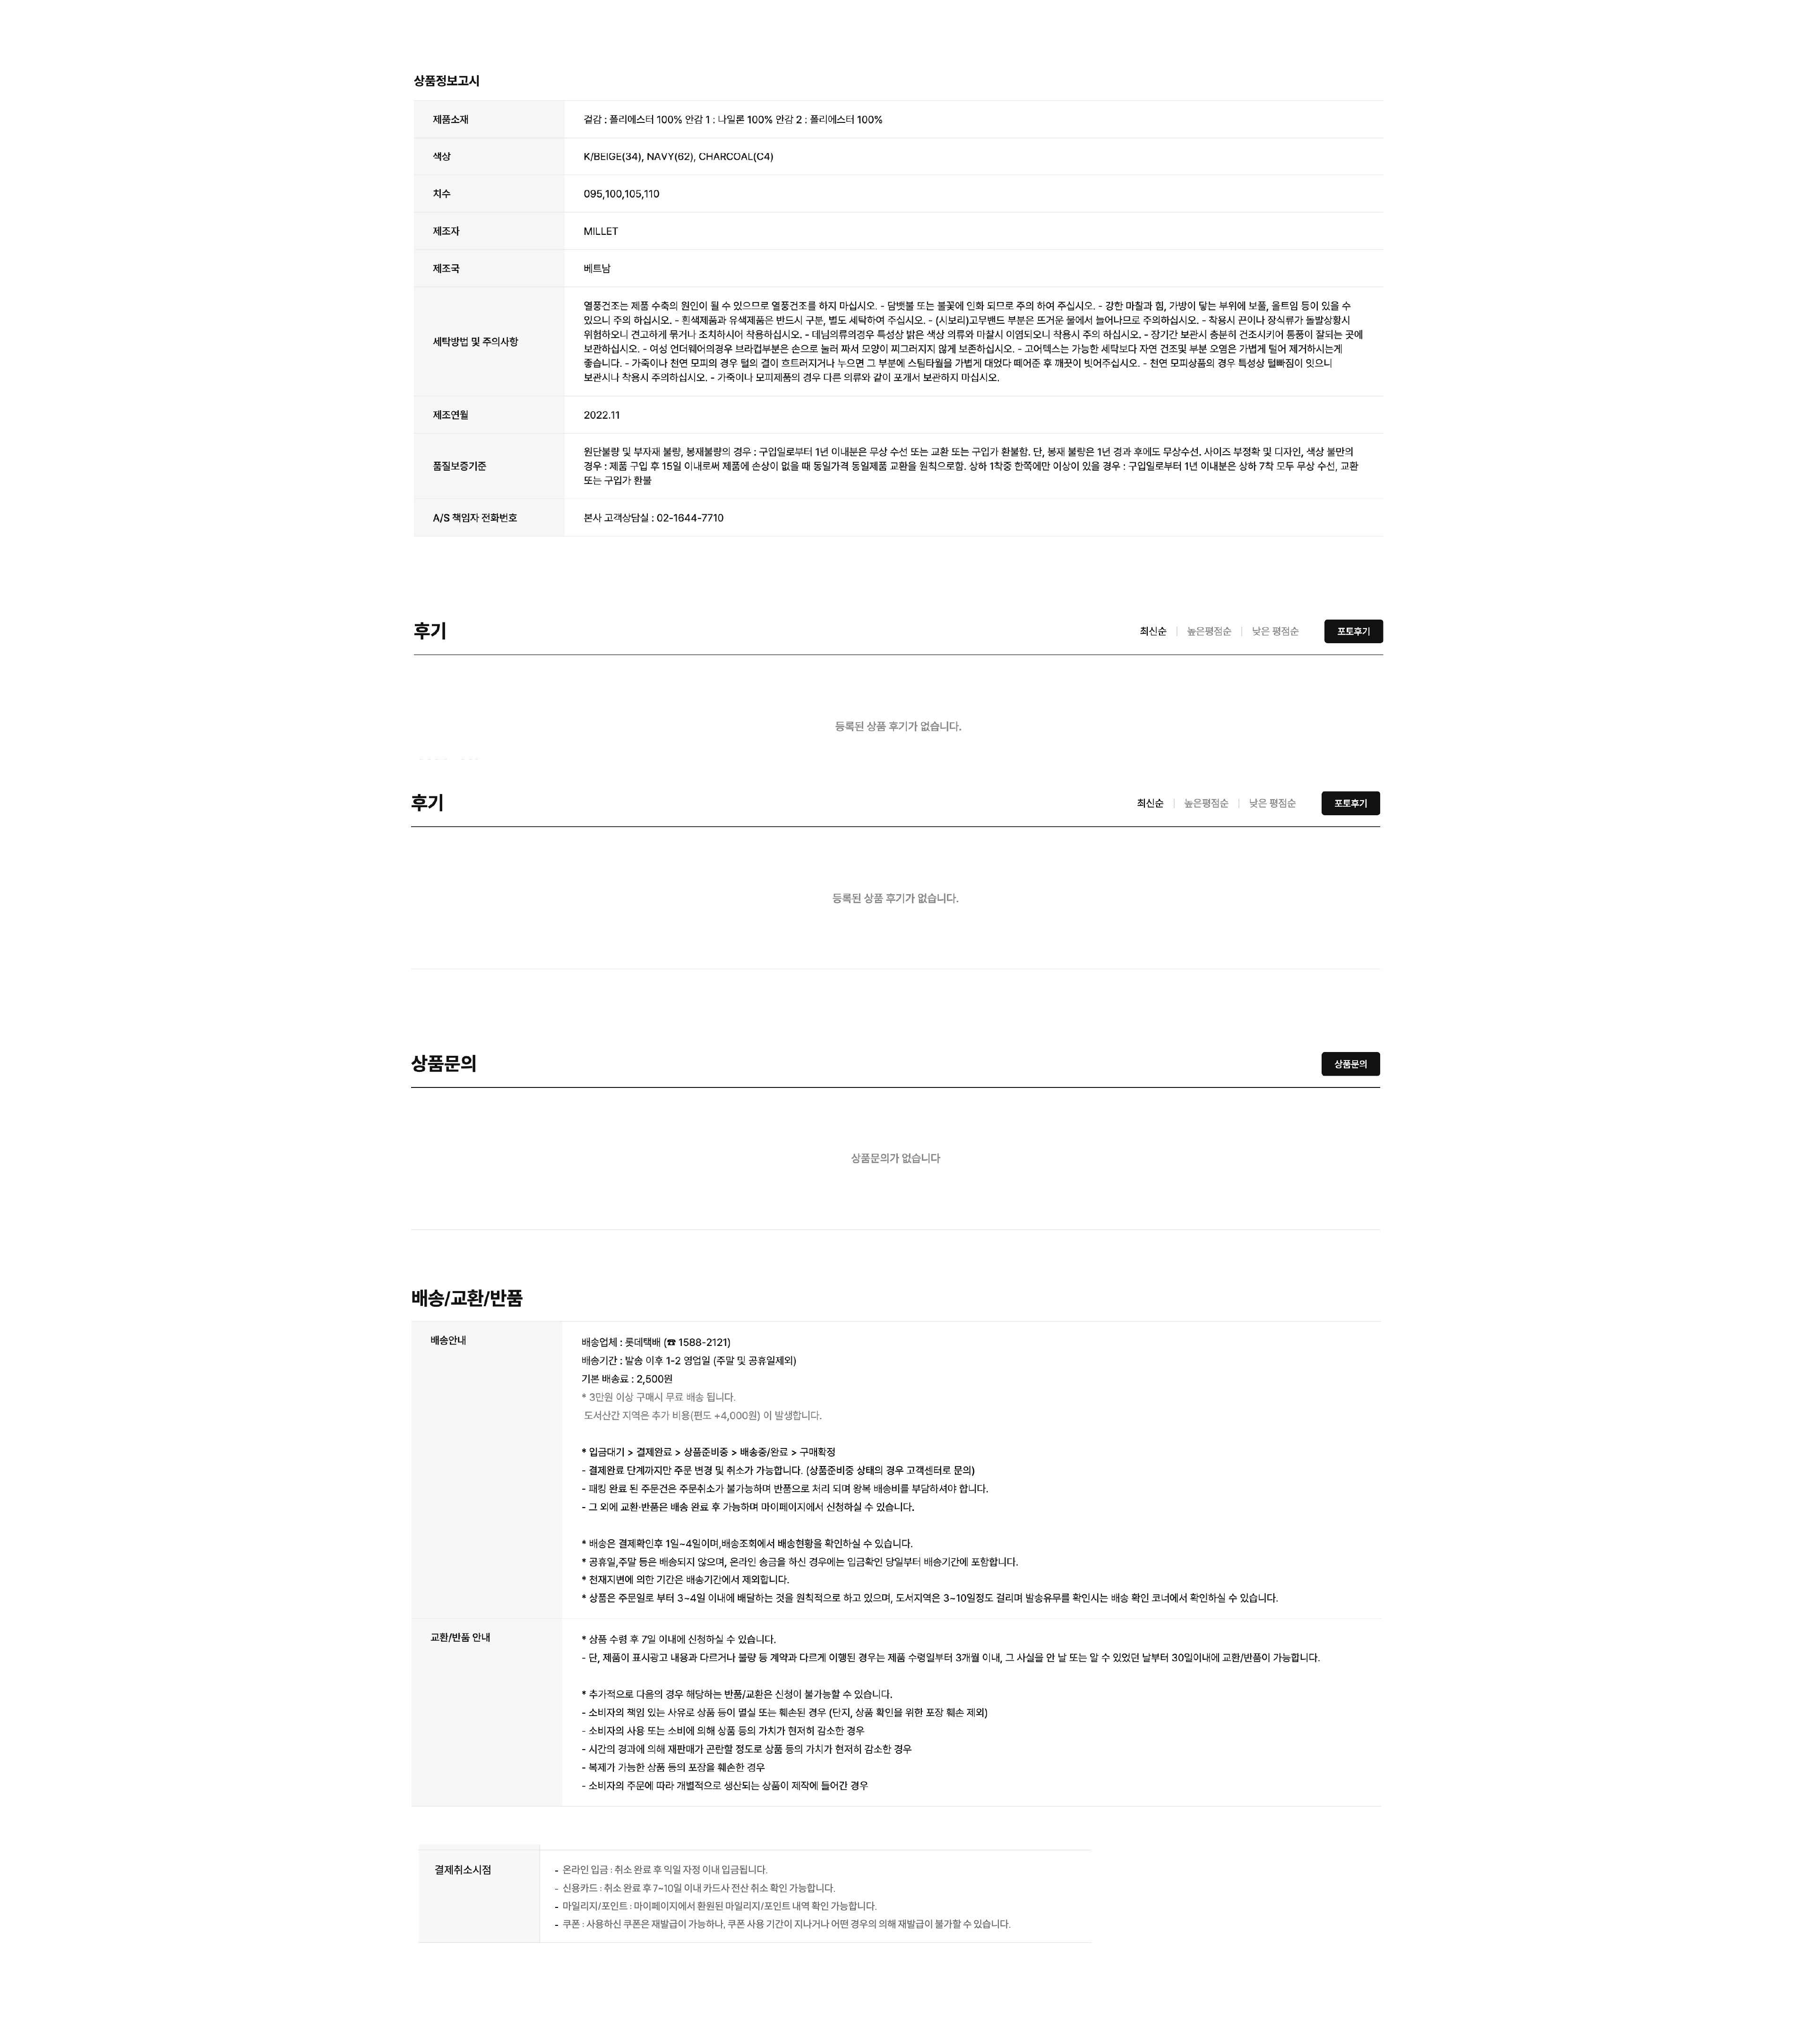 상품정보고시
제품소재
겉감 : 폴리에스터 100% 안감 1 : 나일론 100% 안감 2 : 폴리에스터 100%
색상
K/BEIGE(34), NAVY(62), CHARCOAL(C4)
치수
095,100,105,110
제조자
MILLET
제조국
베트남
세탁방법 및 주의사항
열풍건조는 제품 수축의 원인이 될 수 있으므로 열풍건조를 하지 마십시오. - 담뱃불 또는 불꽃에 인화 되므로 주의 하여 주십시오. - 강한 마찰과 힘, 가방이 닿는 부위에 보풀, 올트임 등이 있을 수
있으니 주의 하십시오. - 흰색제품과 유색제품은 반드시 구분, 별도 세탁하여 주십시오. - (시보리)고무밴드 부분은 뜨거운 물에서 늘어나므로 주의하십시오. - 착용시 끈이나 장식류가 돌발상황시
위험하오니 견고하게 묶거나 조치하시어 착용하십시오. - 데님의류의경우 특성상 밝은 색상 의류와 마찰시 이염되오니 착용시 주의 하십시오. - 장기간 보관시 충분히 건조시키어 통풍이 잘되는 곳에
보관하십시오. - 여성 언더웨어의경우 브라컵부분은 손으로 눌러 짜서 모양이 찌그러지지 않게 보존하십시오. - 고어텍스는 가능한 세탁보다 자연 건조및 부분 오염은 가볍게 털어 제거하시는게
좋습니다. - 가죽이나 천연 모피의 경우 털의 결이 흐트러지거나 누으면 그 부분에 스팀타월을 가볍게 대었다 떼어준 후 깨끗이 빗어주십시오. - 천연 모피상품의 경우 특성상 털빠짐이 잇으니
보관시나 착용시 주의하십시오. - 가죽이나 모피제품의 경우 다른 의류와 같이 포개서 보관하지 마십시오.
제조연월
2022.11
품질보증기준
원단불량 및 부자재 불량, 봉재불량의 경우 : 구입일로부터 1년 이내분은 무상 수선 또는 교환 또는 구입가 환불함. 단, 봉재 불량은 1년 경과 후에도 무상수선. 사이즈 부정확 및 디자인, 색상 불만의
경우 : 제품 구입 후 15일 이내로써 제품에 손상이 없을 때 동일가격 동일제품 교환을 원칙으로함. 상하 1착중 한쪽에만 이상이 있을 경우 : 구입일로부터 1년 이내분은 상하 7착 모두 무상 수선, 교환
또는 구입가 환불
A/S 책임자 전화번호
본사 고객상담실 : 02-1644-7710
후기
최신순 | 높은평점순 | 낮은 평점순 포토후기
등록된 상품 후기가 없습니다.
후기
최신순 | 높은평점순 | 낮은 평점순 포토후기
등록된 상품 후기가 없습니다.
상품문의
상품문의
상품문의가 없습니다
배송/교환/반품
배송안내
배송업체 : 롯데택배 (☎ 1588-2121)
배송기간 : 발송 이후 1-2 영업일 (주말 및 공휴일제외)
기본 배송료 : 2,500원
* 3만원 이상 구매시 무료 배송 됩니다.
도서산간 지역은 추가 비용(편도 +4,000원) 이 발생합니다.
* 입금대기 > 결제완료 > 상품준비중 > 배송중/완료 > 구매확정
- 결제완료 단계까지만 주문 변경 및 취소가 가능합니다. (상품준비중 상태의 경우 고객센터로 문의)
- 패킹 완료 된 주문건은 주문취소가 불가능하며 반품으로 처리 되며 왕복 배송비를 부담하셔야 합니다.
- 그 외에 교환·반품은 배송 완료 후 가능하며 마이페이지에서 신청하실 수 있습니다.
* 배송은 결제확인후 1일~4일이며,배송조회에서 배송현황을 확인하실 수 있습니다.
* 공휴일,주말 등은 배송되지 않으며, 온라인 송금을 하신 경우에는 입금확인 당일부터 배송기간에 포함합니다.
* 천재지변에 의한 기간은 배송기간에서 제외합니다.
* 상품은 주문일로 부터 3~4일 이내에 배달하는 것을 원칙적으로 하고 있으며, 도서지역은 3~10일정도 걸리며 발송유무를 확인시는 배송 확인 코너에서 확인하실 수 있습니다.
교환/반품 안내
* 상품 수령 후 7일 이내에 신청하실 수 있습니다.
- 단, 제품이 표시광고 내용과 다르거나 불량 등 계약과 다르게 이행된 경우는 제품 수령일부터 3개월 이내, 그 사실을 안 날 또는 알 수 있었던 날부터 30일이내에 교환/반품이 가능합니다.
* 추가적으로 다음의 경우 해당하는 반품/교환은 신청이 불가능할 수 있습니다.
- 소비자의 책임 있는 사유로 상품 등이 멸실 또는 훼손된 경우 (단지, 상품 확인을 위한 포장 훼손 제외)
- 소비자의 사용 또는 소비에 의해 상품 등의 가치가 현저히 감소한 경우
- 시간의 경과에 의해 재판매가 곤란할 정도로 상품 등의 가치가 현저히 감소한 경우
- 복제가 가능한 상품 등의 포장을 훼손한 경우
- 소비자의 주문에 따라 개별적으로 생산되는 상품이 제작에 들어간 경우
결제취소시점
- 온라인 입금 : 취소 완료 후 익일 자정 이내 입금됩니다.
- 신용카드 : 취소 완료 후 7~10일 이내 카드사 전산 취소 확인 가능합니다.
- 마일리지/포인트 : 마이페이지에서 환원된 마일리지/포인트 내역 확인 가능합니다.
- 쿠폰 : 사용하신 쿠폰은 재발급이 가능하나, 쿠폰 사용 기간이 지나거나 어떤 경우의 의해 재발급이 불가할 수 있습니다.